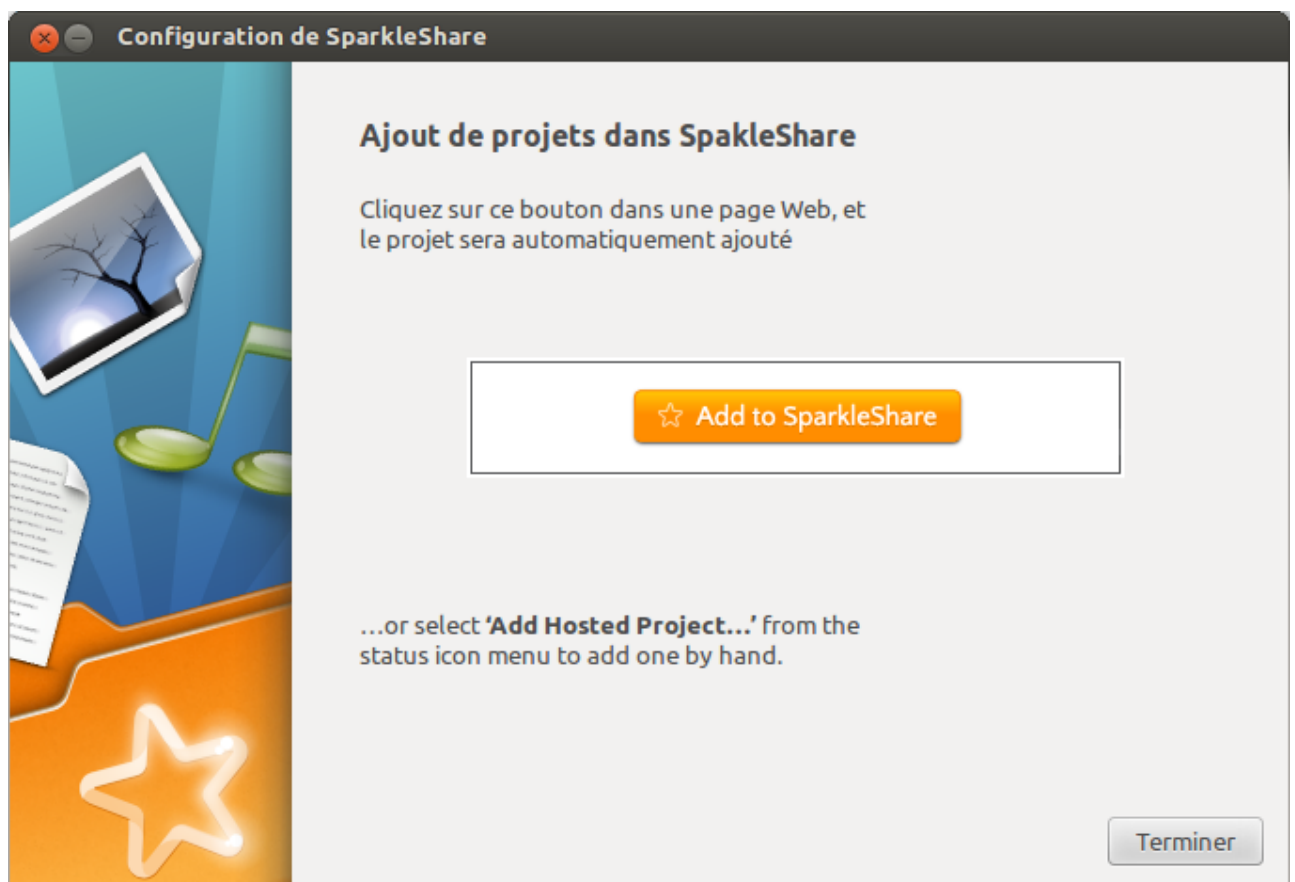 Configuration de SparkleShare
Ajout de projets dans SpakleShare
Cliquez sur ce bouton dans une page Web, et
le projet sera automatiquement ajouté
Add to SparkleShare
…or select ‘Add Hosted Project…’ from the
status icon menu to add one by hand.
Terminer